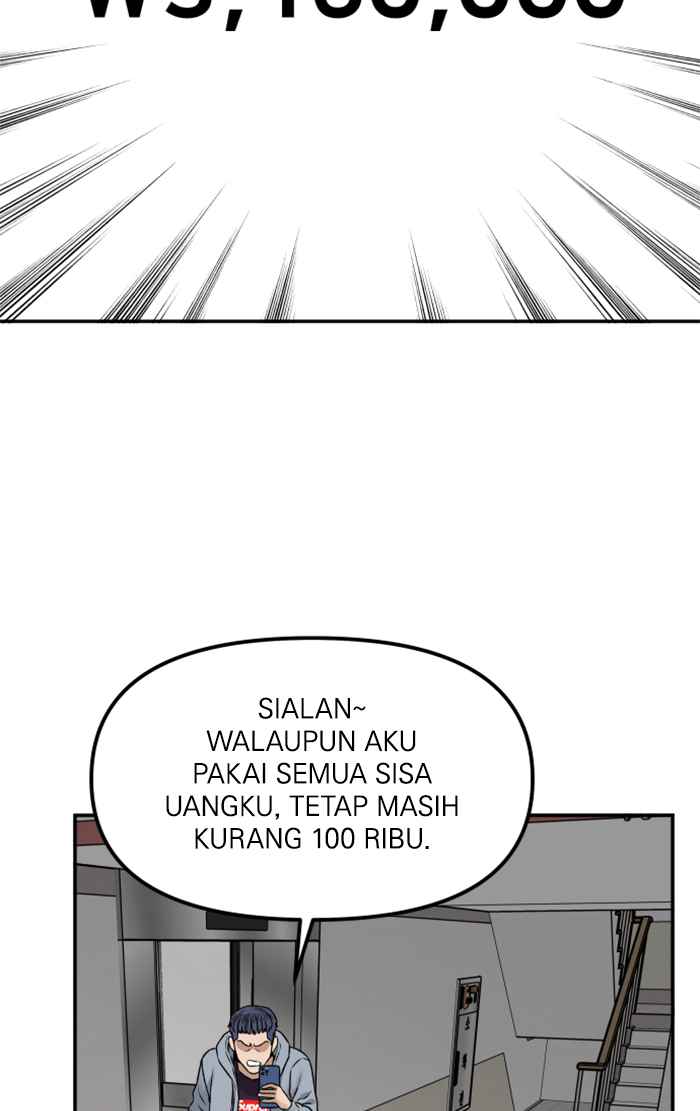 SIALAN~
WALAUPUN AKU
PAKAI SEMUA SISA
UANGKU, TETAP MASIH
KURANG 100 RIBU.